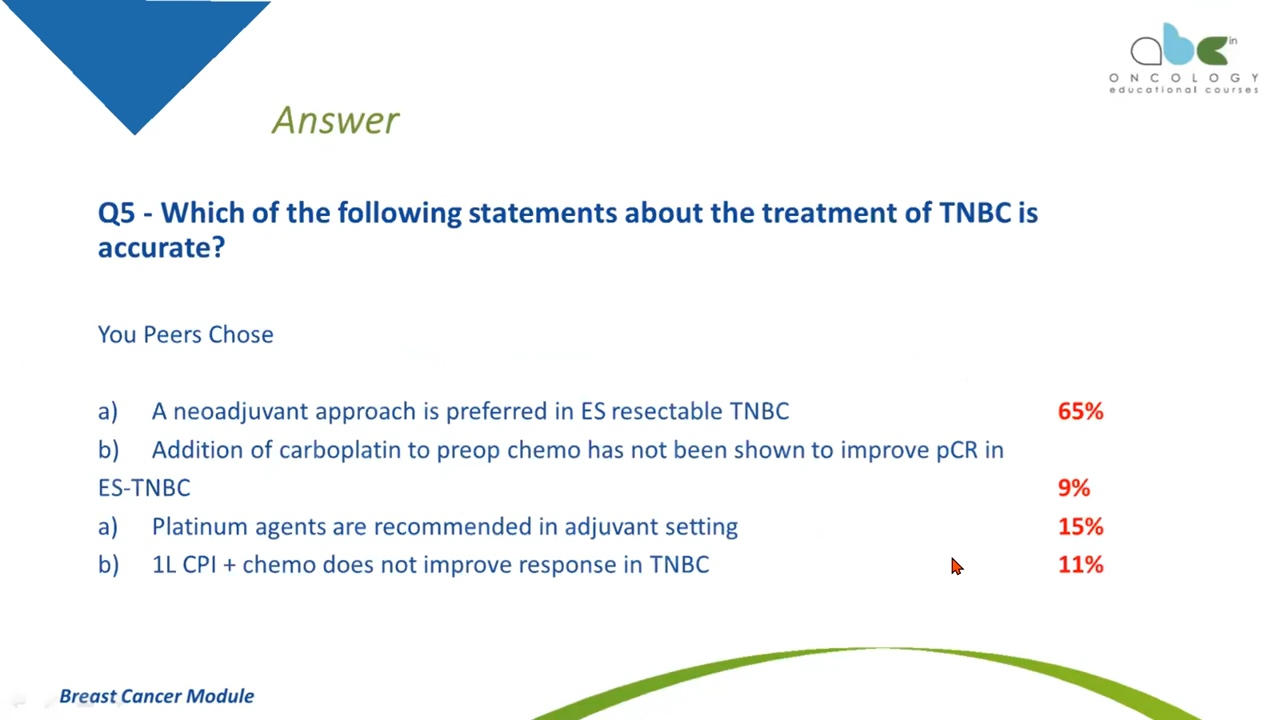 abc in
ONCOLOGY
educational courses
Answer
Q5 - Which of the following statements about the treatment of TNBC is
accurate?
You Peers Chose
a) A neoadjuvant approach is preferred in ES resectable TNBC 65%
b) Addition of carboplatin to preop chemo has not been shown to improve pCR in
ES-TNBC 9%
a) Platinum agents are recommended in adjuvant setting 15%
b) 1L CPI + chemo does not improve response in TNBC 11%
Breast Cancer Module